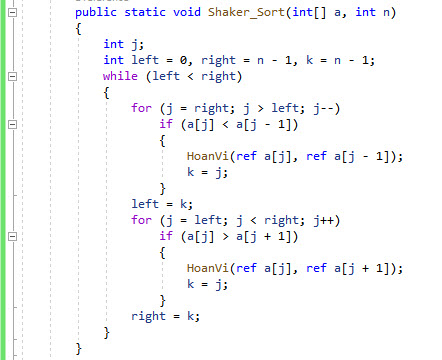 public static void Shaker_Sort(int[] a, int n)
{
int j;
int left = 0, right = n - 1, k = n - 1;
while (left < right)
{
for (j = right; j > left; j--)
if (a[j] < a[j - 1])
{
HoanVi(ref a[j], ref a[j - 1]);
k = j;
}
left = k;
for (j = left; j < right; j++)
if (a[j] > a[j + 1])
{
HoanVi(ref a[j], ref a[j + 1]);
k = j;
}
right = k;
}
}